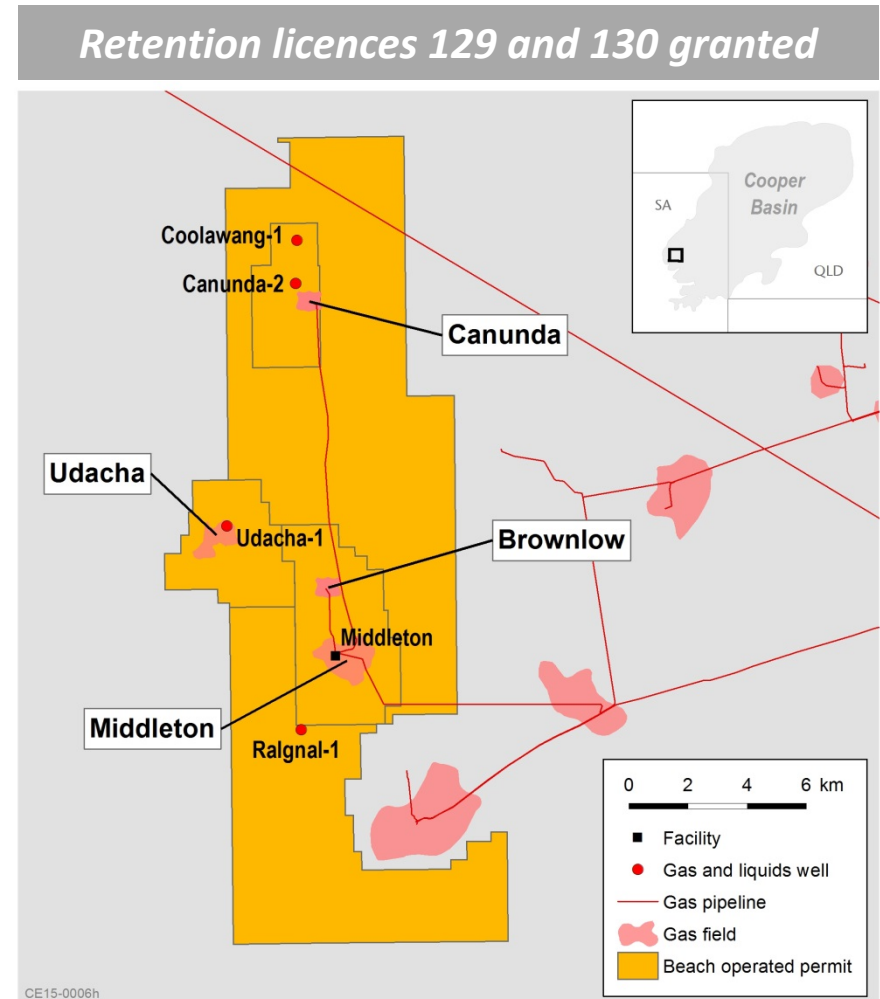 Retention licences 129 and 130 granted
Cooper
Basin
SA
QLD
Coolawang-1
Canunda-2
Canunda
Udacha
Udacha-1
Brownlow
Middleton
Middleton
Ralgnal-1
0 2 4 6 km
Facility
Gas and liquids well
Gas pipeline
Gas field
Beach operated permit
CE15-0006h